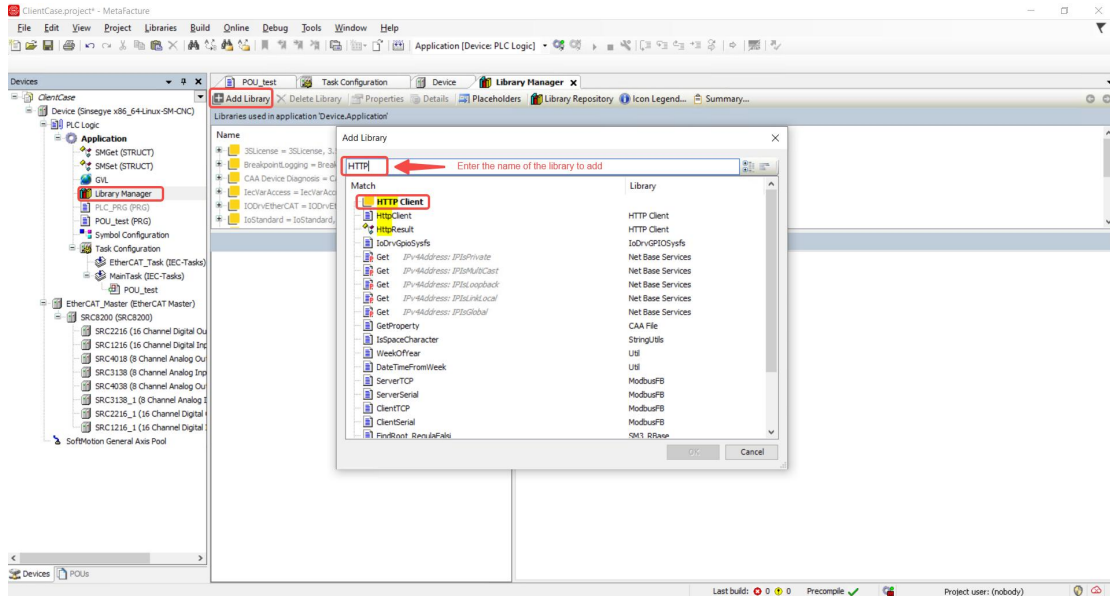 ClientCase.project* - MetaFacture
File Edit View Project Libraries Build Online Debug Tools Window Help
Application [Device: PLC Logic]
Devices
POU_test Task Configuration Device Library Manager
ClientCase
Device (Sinsegye x86_64-Linux-SM-CNC)
PLC Logic
Application
SMGet (STRUCT)
SMSet (STRUCT)
GVL
Library Manager
PLC_PRG (PRG)
POU_test (PRG)
Symbol Configuration
Task Configuration
EtherCAT_Task (IEC-Tasks)
MainTask (IEC-Tasks)
POU_test
EtherCAT_Master (EtherCAT Master)
SRC8200 (SRC8200)
SRC2216 (16 Channel Digital Ou
SRC1216 (16 Channel Digital Inp
SRC4018 (8 Channel Analog Ou
SRC3138 (8 Channel Analog Inp
SRC4038 (8 Channel Analog Ou
SRC3138_1 (8 Channel Analog I
SRC2216_1 (16 Channel Digital
SRC1216_1 (16 Channel Digital
SoftMotion General Axis Pool
Devices POUs
Add Library Delete Library Properties Details Placeholders Library Repository Icon Legend... Summary...
Libraries used in application 'Device.Application'
Name
3SLicense = 3SLicense, 3.
BreakpointLogging = Break
CAA Device Diagnosis = C
IecVarAccess = IecVarAcc
IODrvEtherCAT = IODrvEt
IoStandard = IoStandard,
Add Library
HTTP Enter the name of the library to add
Match Library
HTTP Client
HttpClient HTTP Client
HttpResult HTTP Client
IoDrvGpioSysfs IoDrvGPIOSysfs
Get IPv4Address: IPIsPrivate Net Base Services
Get IPv4Address: IPIsMultiCast Net Base Services
Get IPv4Address: IPIsLoopback Net Base Services
Get IPv4Address: IPIsLinkLocal Net Base Services
Get IPv4Address: IPIsGlobal Net Base Services
GetProperty CAA File
IsSpaceCharacter StringUtils
WeekOfYear Util
DateTimeFromWeek Util
ServerTCP ModbusFB
ServerSerial ModbusFB
ClientTCP ModbusFB
ClientSerial ModbusFB
FindRoot_RegulaFalsi SM3_RBase
OK Cancel
Last build: 0 0 Precompile Project user: (nobody)